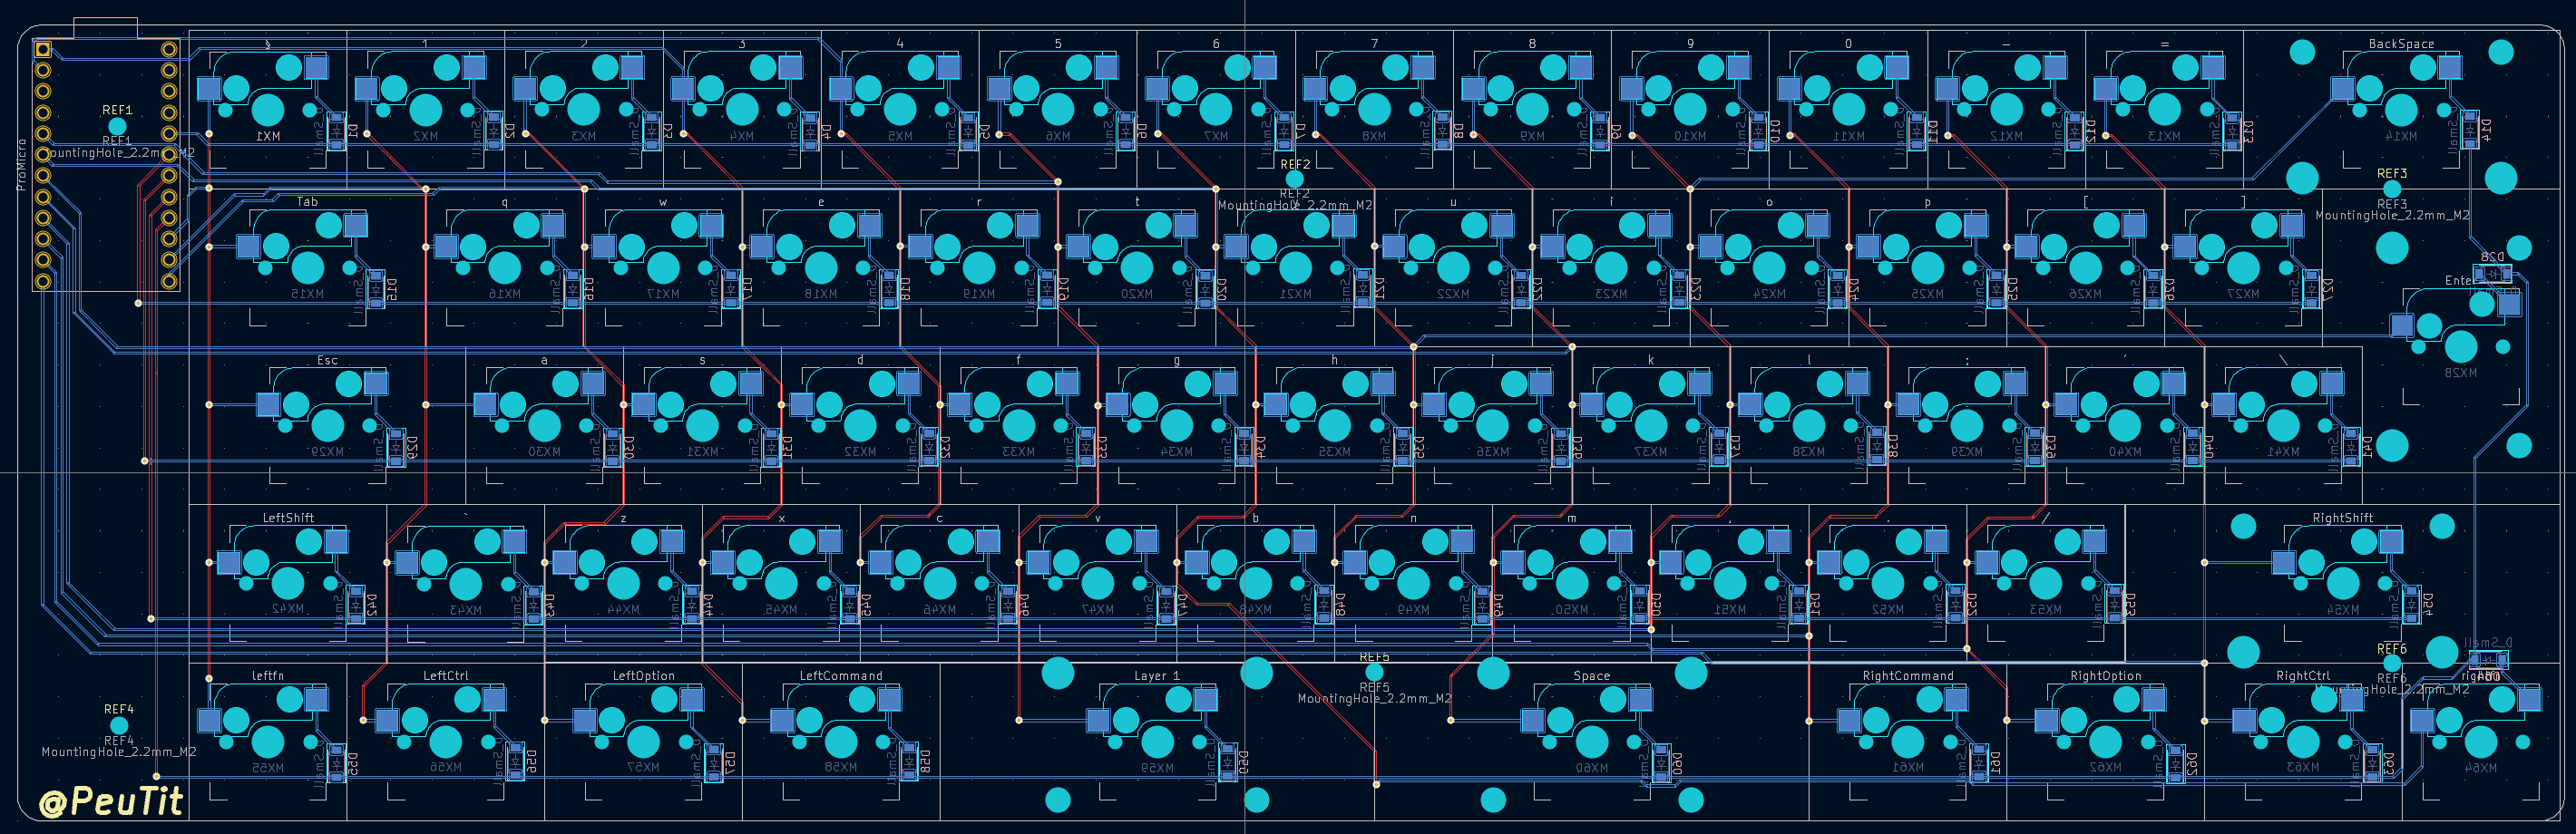 § 1 2 3 4 5 6 7 8 9 0 - = BackSpace
REF1
REF1
MountingHole_2.2mm_M2
ProMicro
MX1 MX2 MX3 MX4 MX5 MX6 MX7 MX8 MX9 MX10 MX11 MX12 MX13 MX14
D1 D2 D3 D4 D5 D6 D7 D8 D9 D10 D11 D12 D13 D14
REF2
REF2
MountingHole_2.2mm_M2
REF3
REF3
MountingHole_2.2mm_M2
Tab q w e r t y u i o p [ ]
MX15 MX16 MX17 MX18 MX19 MX20 MX21 MX22 MX23 MX24 MX25 MX26 MX27
D15 D16 D17 D18 D19 D20 D21 D22 D23 D24 D25 D26 D27
D28
Enter
MX28
Esc a s d f g h j k l ; ' \
MX29 MX30 MX31 MX32 MX33 MX34 MX35 MX36 MX37 MX38 MX39 MX40 MX41
D29 D30 D31 D32 D33 D34 D35 D36 D37 D38 D39 D40 D41
LeftShift ` z x c v b n m , . / RightShift
MX42 MX43 MX44 MX45 MX46 MX47 MX48 MX49 MX50 MX51 MX52 MX53 MX54
D42 D43 D44 D45 D46 D47 D48 D49 D50 D51 D52 D53 D54
D_Small
leftfn LeftCtrl LeftOption LeftCommand Layer 1 Space RightCommand RightOption RightCtrl
REF5
REF5
MountingHole_2.2mm_M2
REF6
REF6
MountingHole_2.2mm_M2
D64
REF4
REF4
MountingHole_2.2mm_M2
MX55 MX56 MX57 MX58 MX59 MX60 MX61 MX62 MX63 MX64
D55 D56 D57 D58 D59 D60 D61 D62 D63
@PeuTit